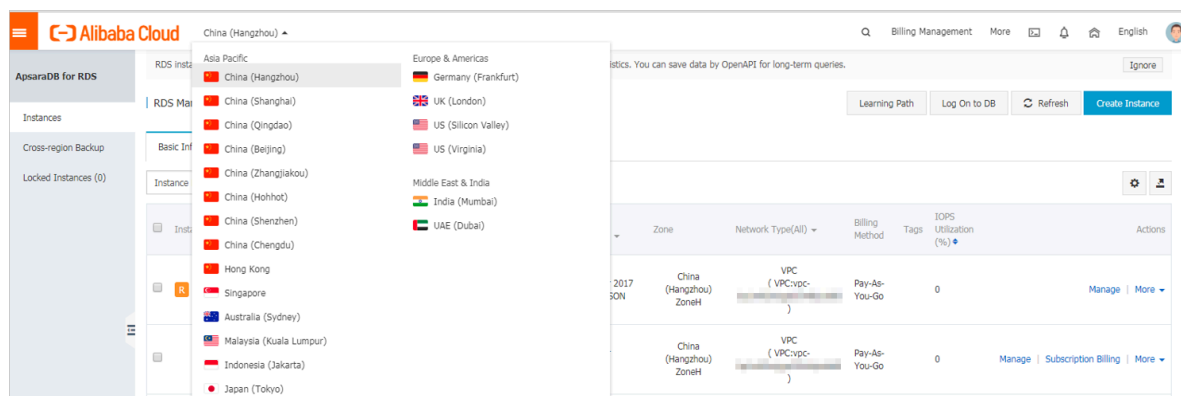 Alibaba Cloud
China (Hangzhou)
Billing Management
More
English
ApsaraDB for RDS
Instances
Cross-region Backup
Locked Instances (0)
RDS insta
istics. You can save data by OpenAPI for long-term queries.
Ignore
RDS Mar
Learning Path
Log On to DB
Refresh
Create Instance
Basic Inf
Instance
Asia Pacific
China (Hangzhou)
China (Shanghai)
China (Qingdao)
China (Beijing)
China (Zhangjiakou)
China (Hohhot)
China (Shenzhen)
China (Chengdu)
Hong Kong
Singapore
Australia (Sydney)
Malaysia (Kuala Lumpur)
Indonesia (Jakarta)
Japan (Tokyo)
Europe & Americas
Germany (Frankfurt)
UK (London)
US (Silicon Valley)
US (Virginia)
Middle East & India
India (Mumbai)
UAE (Dubai)
Insta
Zone
Network Type(All)
Billing
Method
Tags
IOPS
Utilization
(%)
Actions
R
2017
SON
China
(Hangzhou)
ZoneH
VPC
( VPC:vpc-
)
Pay-As-
You-Go
0
Manage | More
China
(Hangzhou)
ZoneH
VPC
( VPC:vpc-
)
Pay-As-
You-Go
0
Manage | Subscription Billing | More